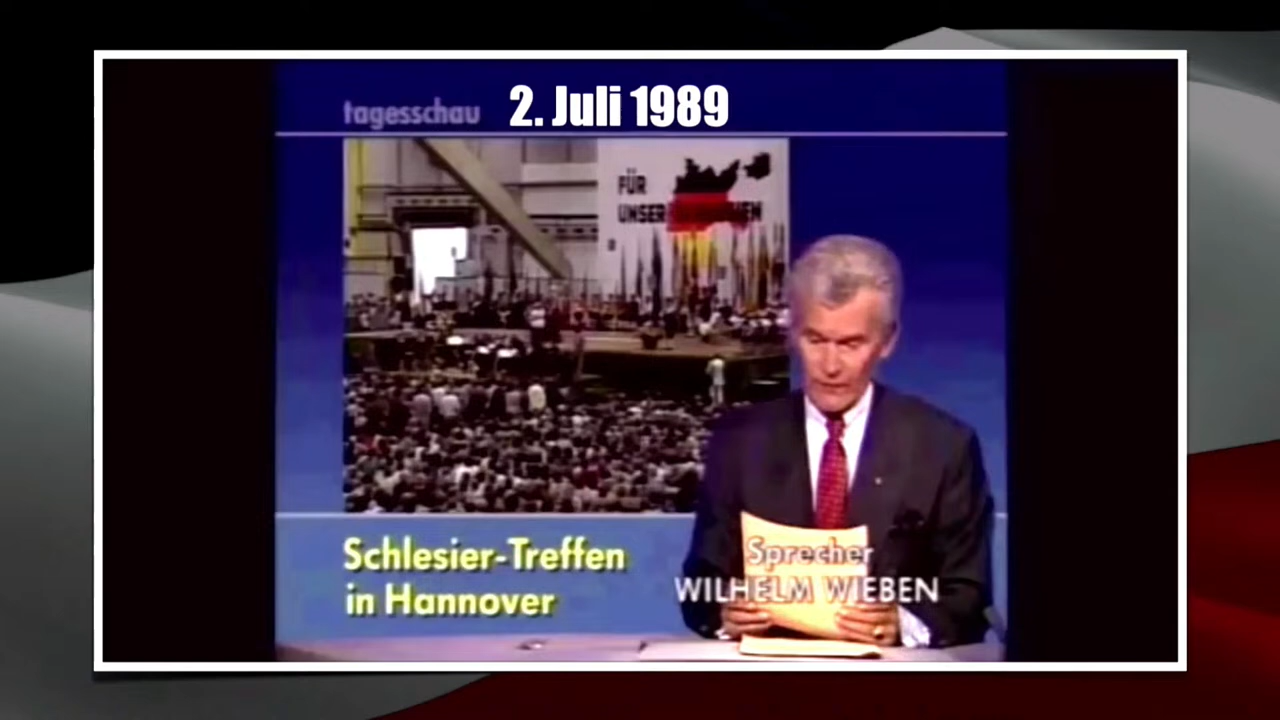 tagesschau
2. Juli 1989
FÜR
UNSER
Schlesier-Treffen
in Hannover
Sprecher
WILHELM WIEBEN